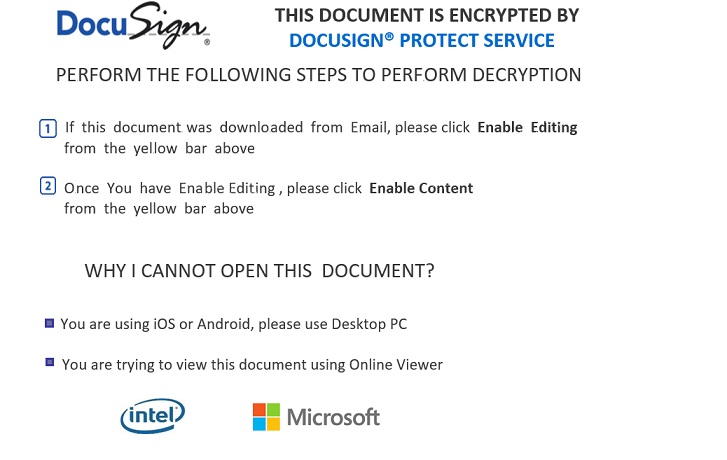 DocuSign®
THIS DOCUMENT IS ENCRYPTED BY
DOCUSIGN® PROTECT SERVICE
PERFORM THE FOLLOWING STEPS TO PERFORM DECRYPTION
1 If this document was downloaded from Email, please click Enable Editing
from the yellow bar above
2 Once You have Enable Editing , please click Enable Content
from the yellow bar above
WHY I CANNOT OPEN THIS DOCUMENT?
You are using iOS or Android, please use Desktop PC
You are trying to view this document using Online Viewer
intel® Microsoft